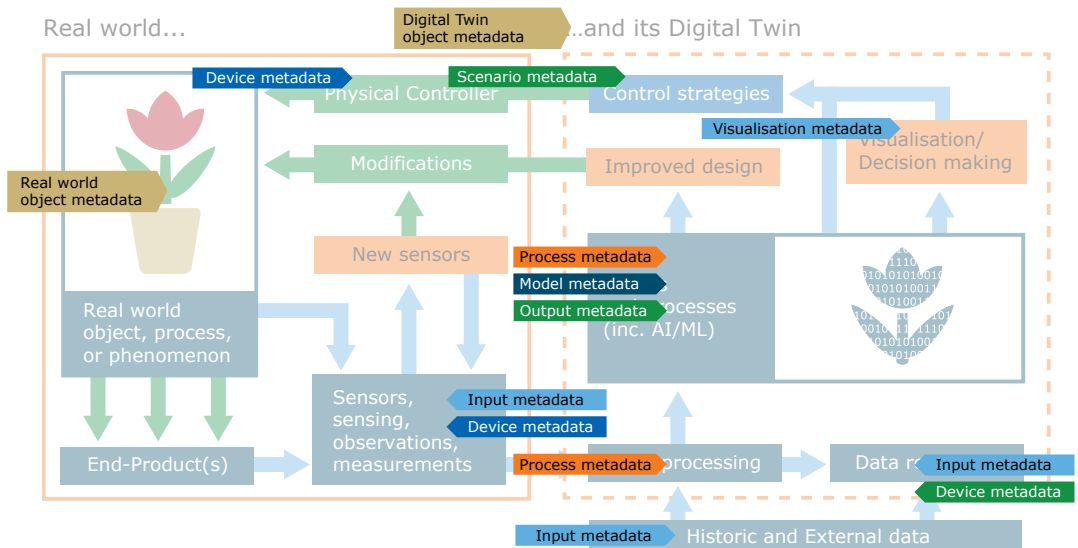 Real world...
Digital Twin
object metadata
...and its Digital Twin
Device metadata
Scenario metadata
Physical Controller
Control strategies
Visualisation metadata
Visualisation/
Decision making
Modifications
Improved design
Real world
object metadata
New sensors
Process metadata
Model metadata
Output metadata
(inc. AI/ML)
Real world
object, process,
or phenomenon
Sensors,
sensing,
observations,
measurements
Input metadata
Device metadata
End-Product(s)
Process metadata
processing
Data
Input metadata
Device metadata
Input metadata
Historic and External data